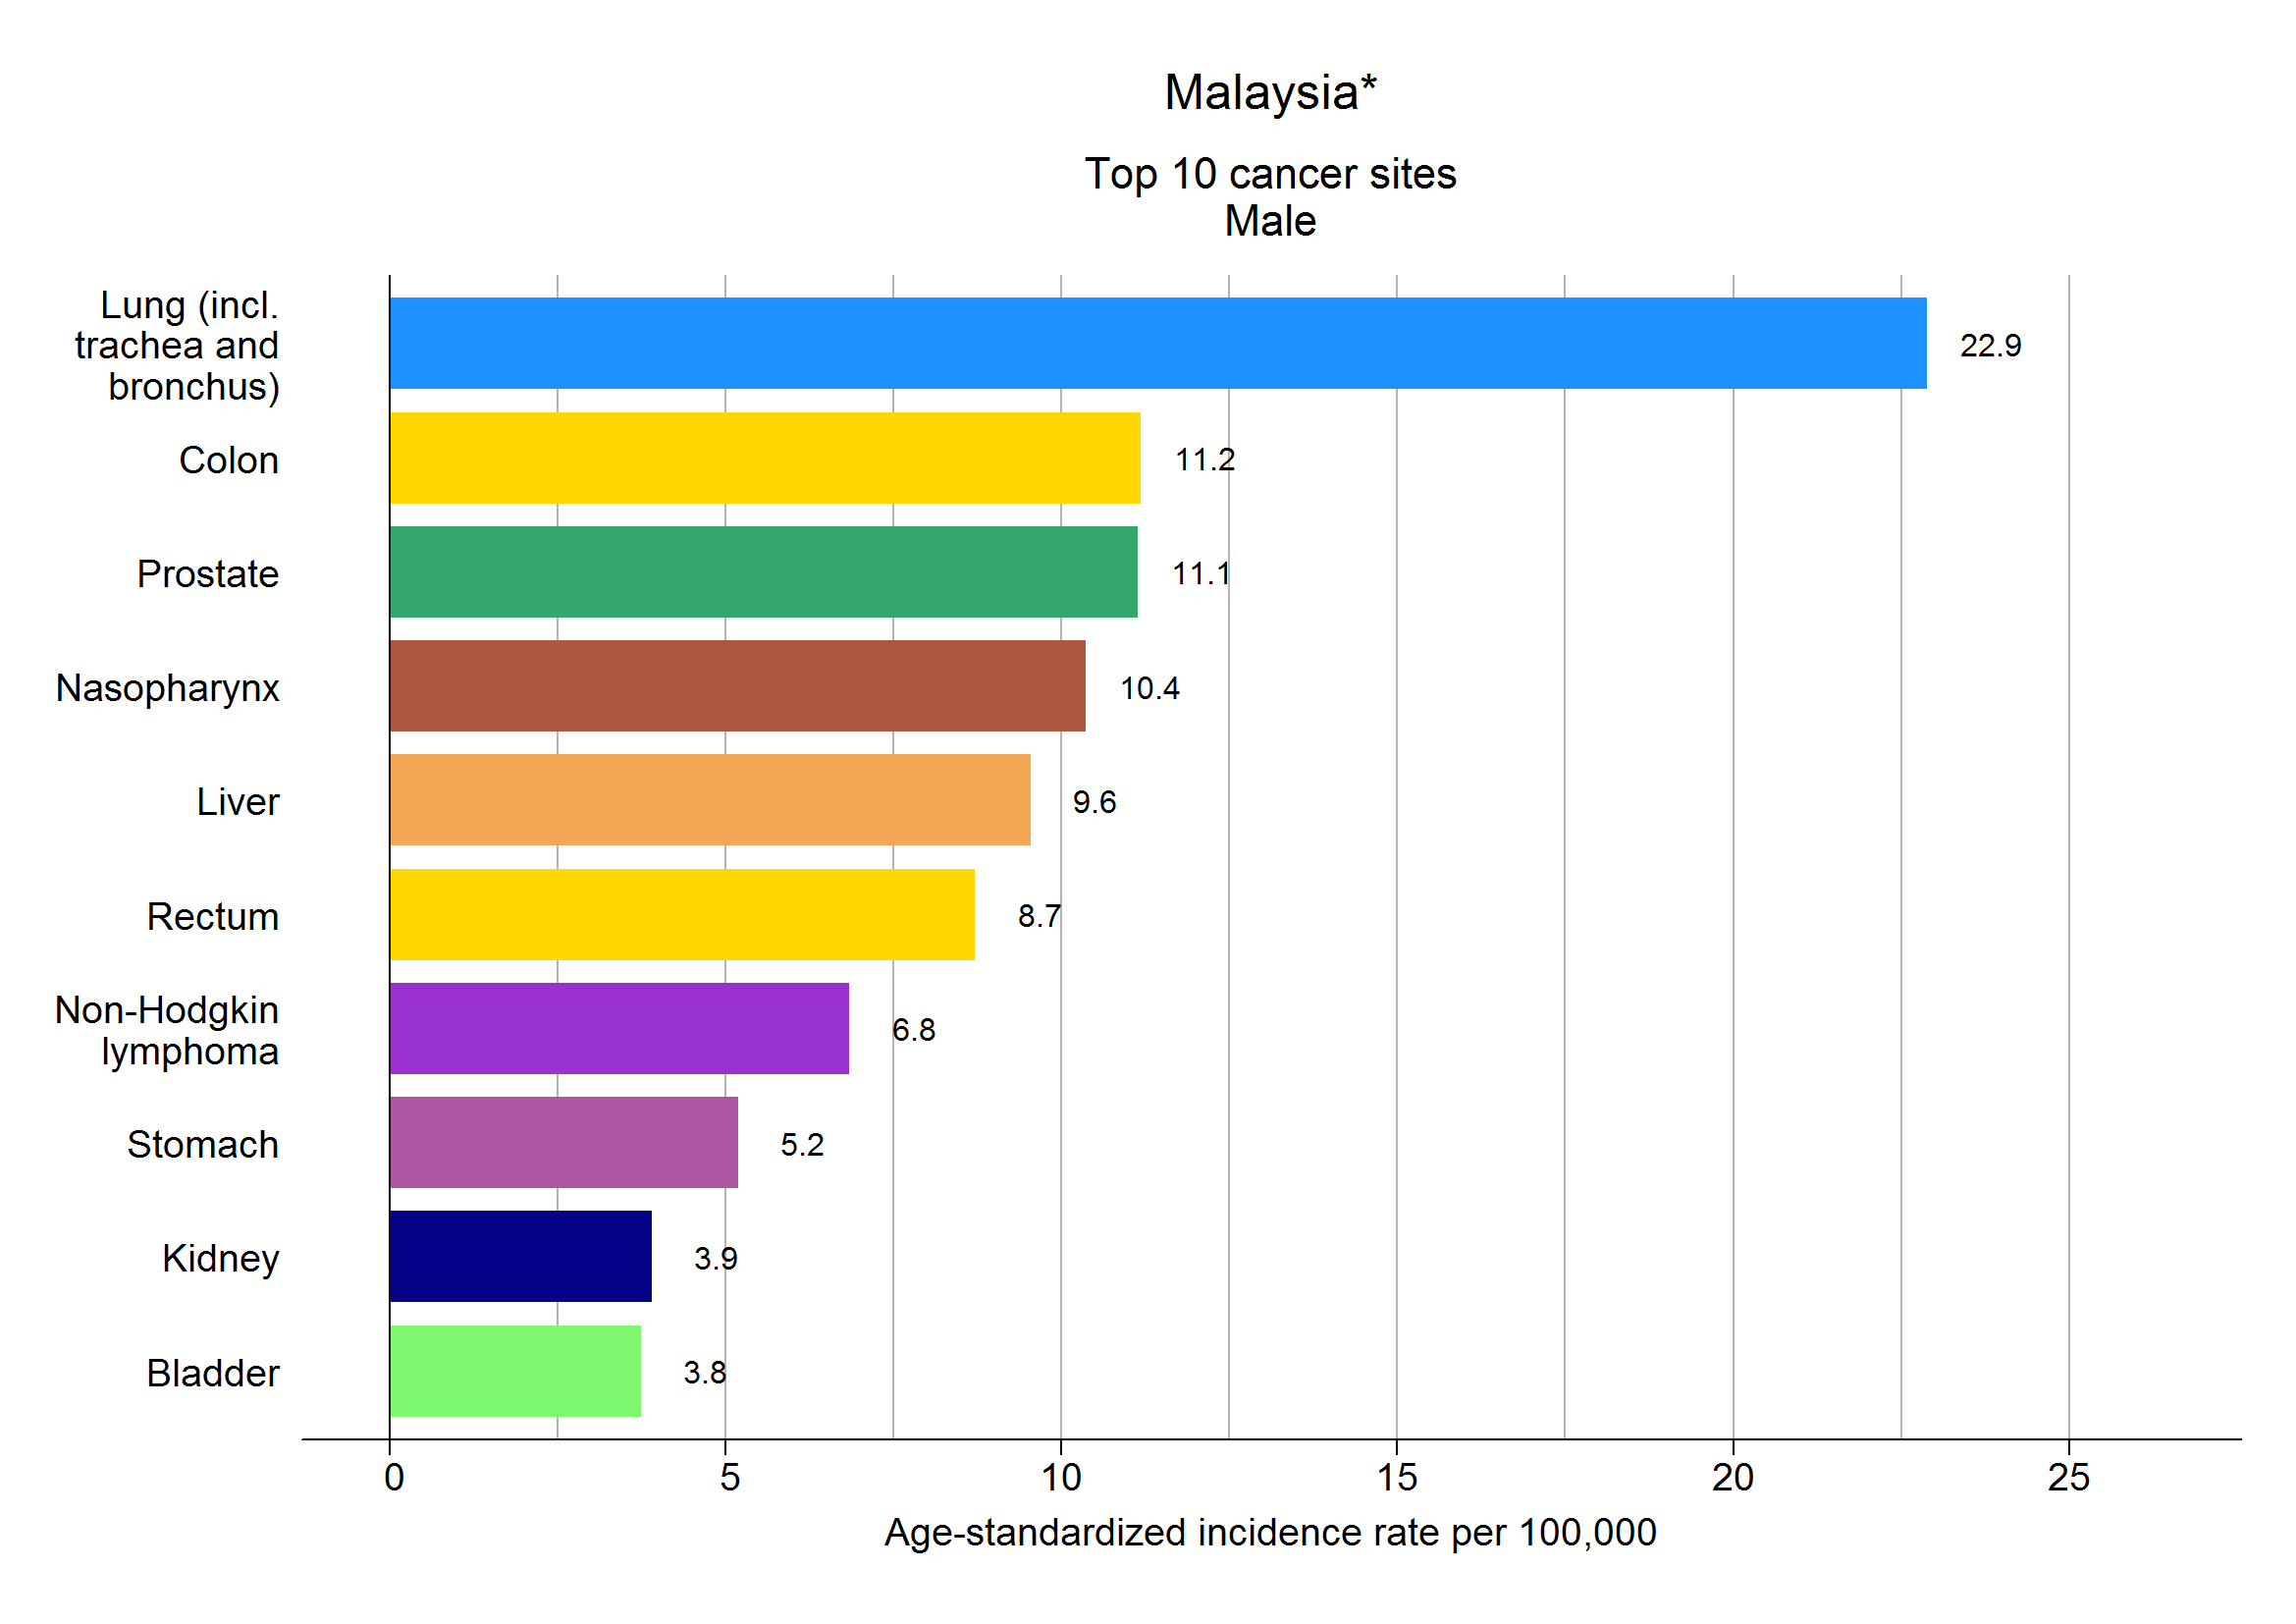 Malaysia*
Top 10 cancer sites
Male
Lung (incl.
trachea and
bronchus)
22.9
Colon
11.2
Prostate
11.1
Nasopharynx
10.4
Liver
9.6
Rectum
8.7
Non-Hodgkin
lymphoma
6.8
Stomach
5.2
Kidney
3.9
Bladder
3.8
0 5 10 15 20 25
Age-standardized incidence rate per 100,000